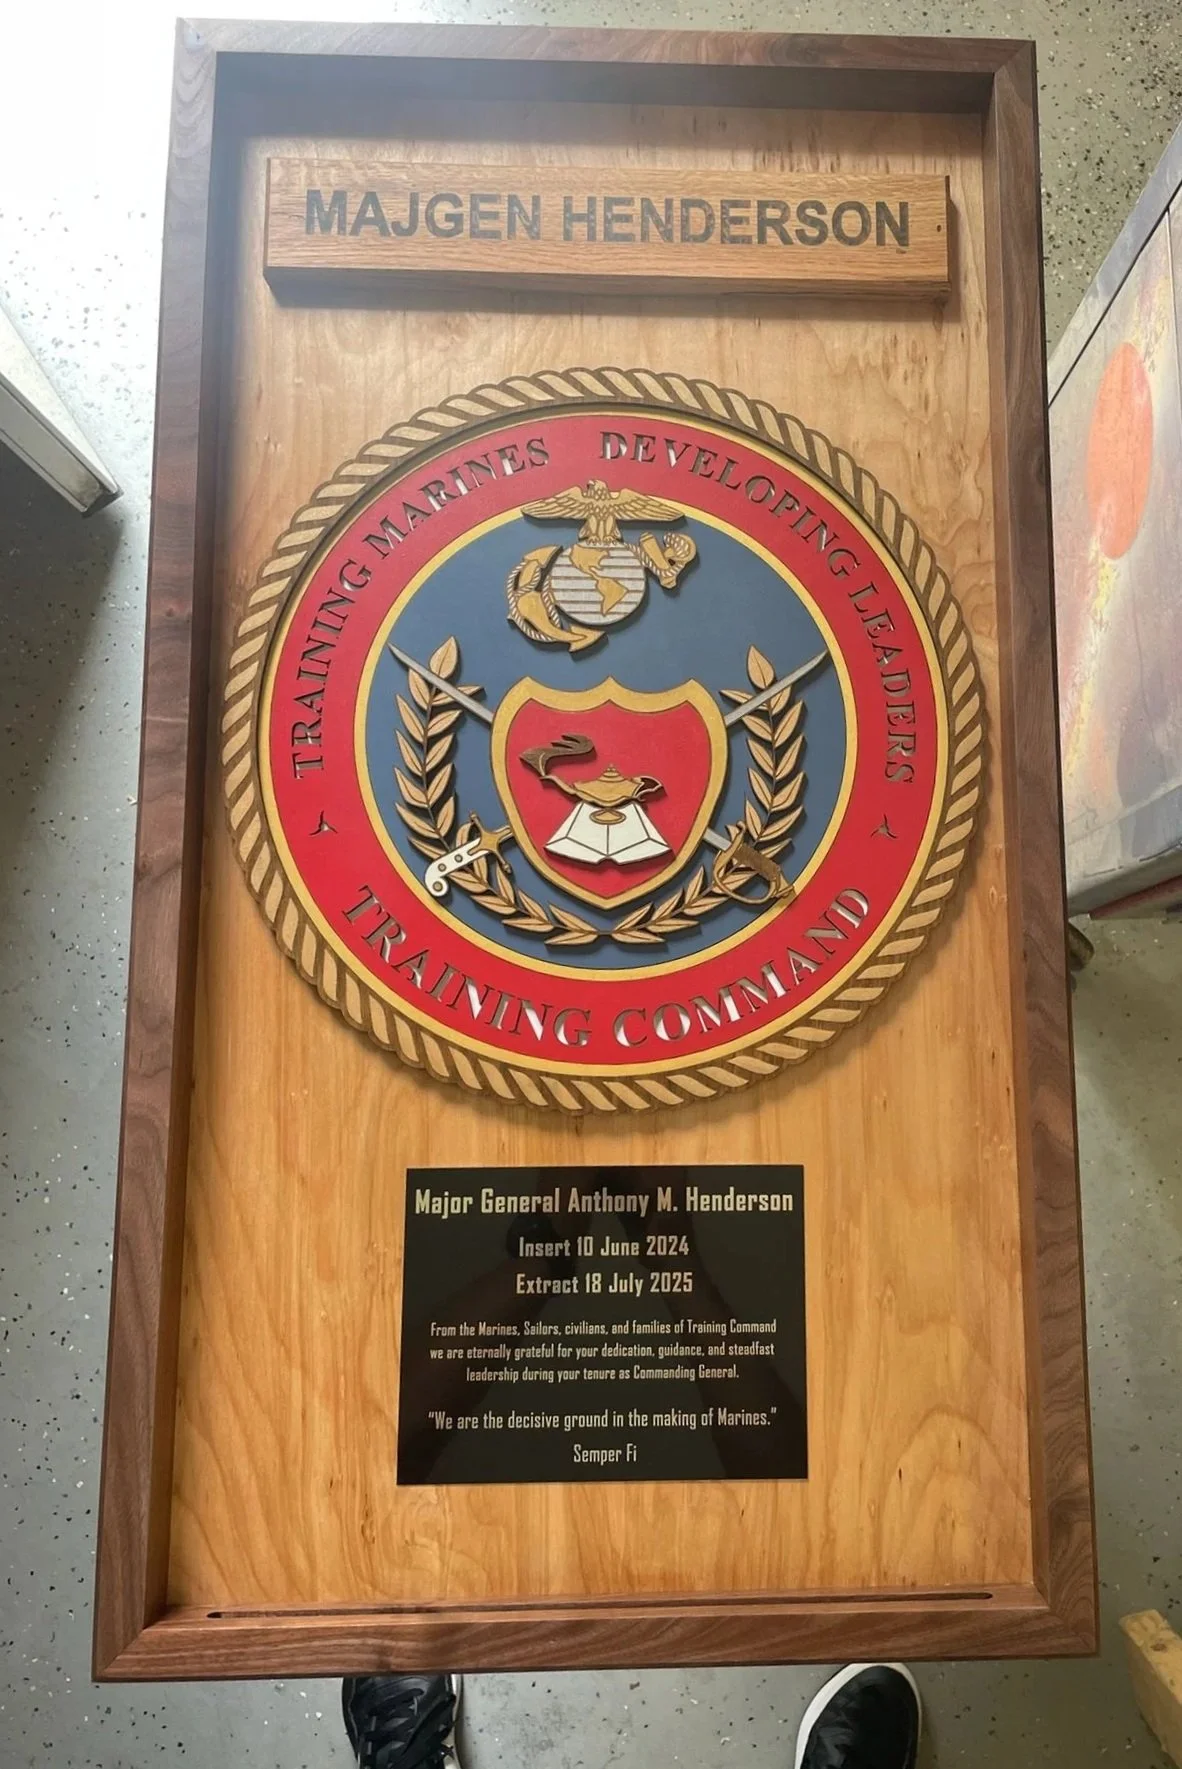 MAJGEN HENDERSON
TRAINING MARINES DEVELOPING LEADERS
TRAINING COMMAND
Major General Anthony M. Henderson
Insert 10 June 2024
Extract 18 July 2025
From the Marines, Sailors, civilians, and families of Training Command
we are eternally grateful for your dedication, guidance, and steadfast
leadership during your tenure as Commanding General.
“We are the decisive ground in the making of Marines.”
Semper Fi